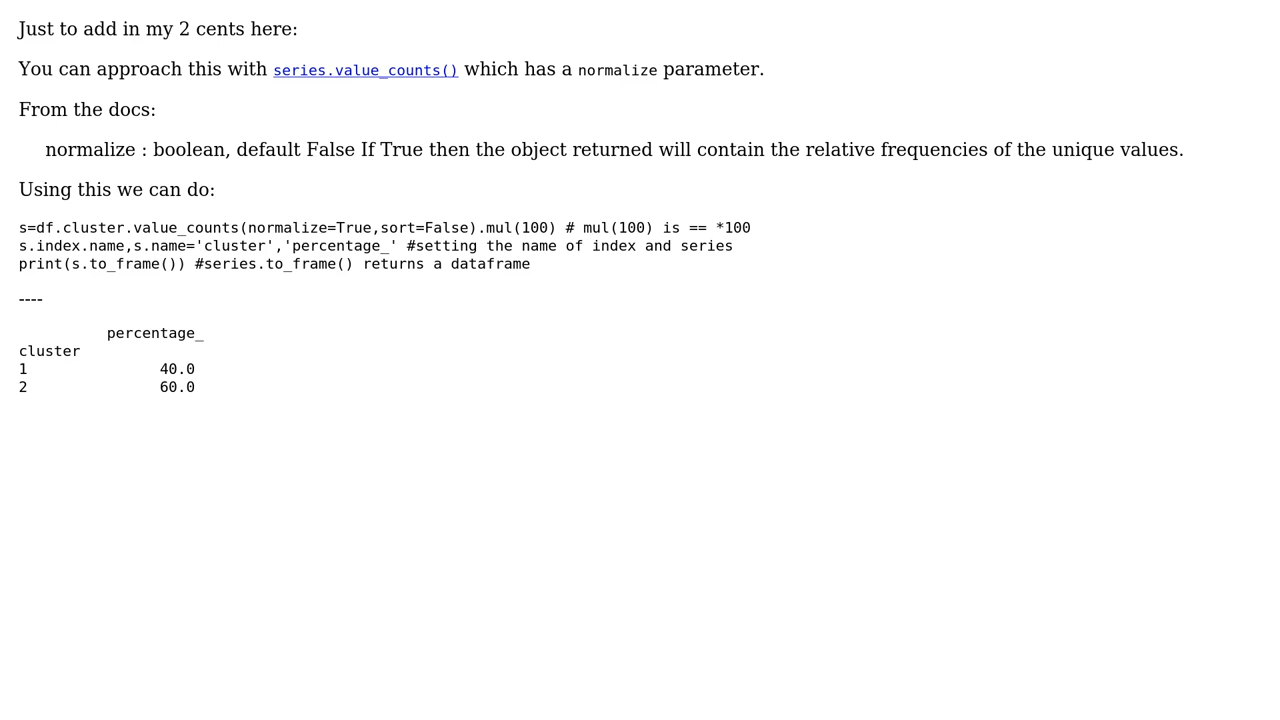 Just to add in my 2 cents here:
You can approach this with series.value_counts() which has a normalize parameter.
From the docs:
normalize : boolean, default False If True then the object returned will contain the relative frequencies of the unique values.
Using this we can do:
s=df.cluster.value_counts(normalize=True,sort=False).mul(100) # mul(100) is == *100
s.index.name,s.name='cluster','percentage_' #setting the name of index and series
print(s.to_frame()) #series.to_frame() returns a dataframe
----
percentage_
cluster
1 40.0
2 60.0